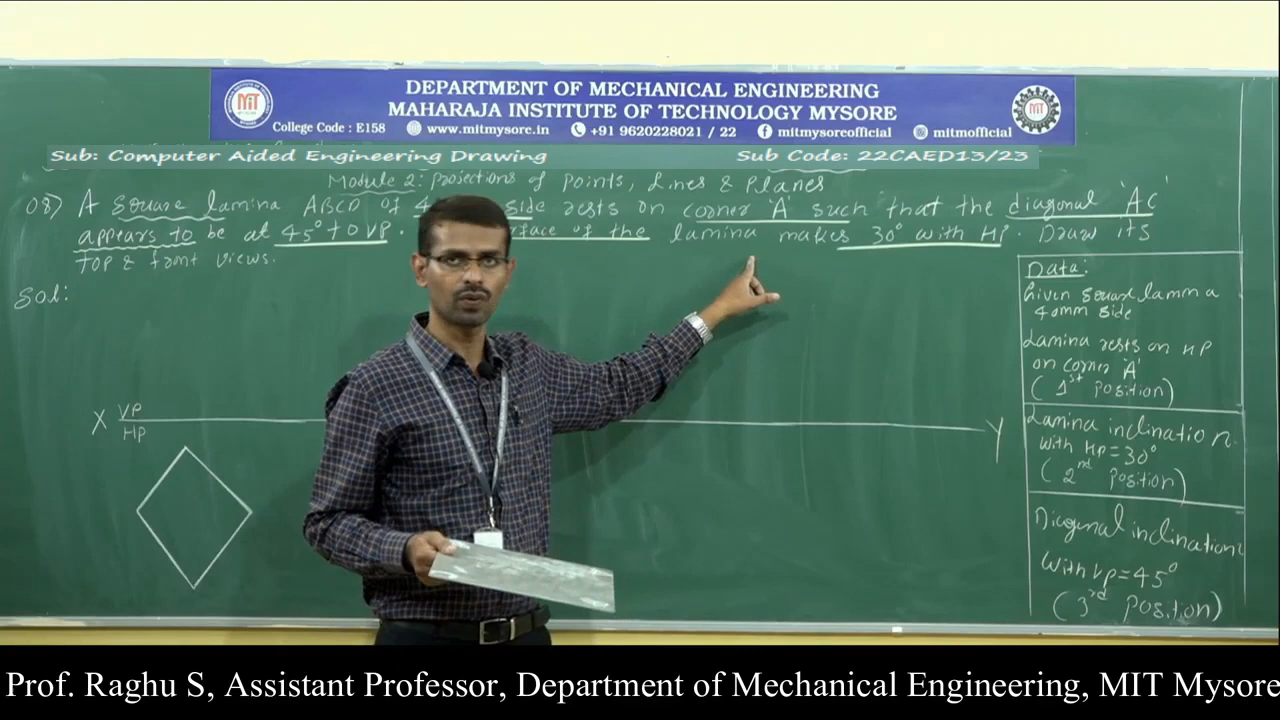 DEPARTMENT OF MECHANICAL ENGINEERING
MAHARAJA INSTITUTE OF TECHNOLOGY MYSORE
College Code : E158 www.mitmysore.in +91 9620228021 / 22 mitmysoreofficial mitmofficial
MIT
MIT
Sub: Computer Aided Engineering Drawing Sub Code: 22CAED13/23
Module 2: Projections of Points, Lines & Planes
08) A square lamina ABCD of 4 side rests on corner 'A' such that the diagonal 'AC'
appears to be at 45° to VP. of the lamina makes 30° with HP. Draw its
Top & front views.
Sol:
X VP
HP
Y
Data:
Given square lamina
40mm side
Lamina rests on HP
on corner 'A'
(1st Position)
Lamina inclination
with HP = 30°
(2nd Position)
Diagonal inclination
with VP = 45°
(3rd Position)
Prof. Raghu S, Assistant Professor, Department of Mechanical Engineering, MIT Mysore